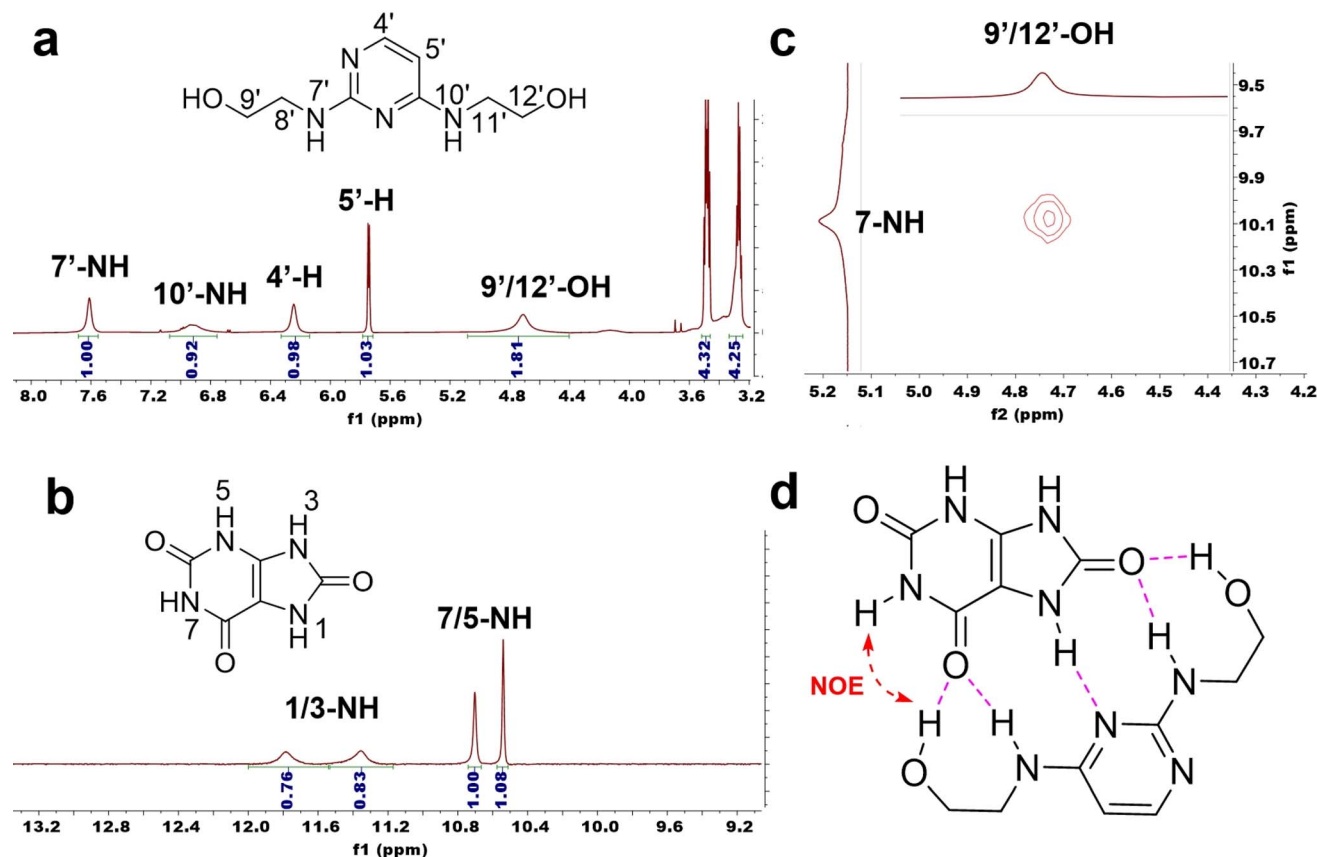 a
4'
5'
N
HO
9'
8'
7'
N
H
N
10'
N
H
11'
12'
OH
7'-NH
10'-NH
4'-H
5'-H
9'/12'-OH
1.00
0.92
0.98
1.03
1.81
4.32
4.25
8.0 7.6 7.2 6.8 6.4 6.0 5.6 5.2 4.8 4.4 4.0 3.6 3.2
f1 (ppm)
c
9'/12'-OH
7-NH
9.5
9.7
9.9
10.1
10.3
10.5
10.7
f1 (ppm)
5.2 5.1 5.0 4.9 4.8 4.7 4.6 4.5 4.4 4.3 4.2
f2 (ppm)
b
5
H
N
3
H
N
O
O
HN
7
N
H
1
O
1/3-NH
7/5-NH
0.76
0.83
1.00
1.08
13.2 12.8 12.4 12.0 11.6 11.2 10.8 10.4 10.0 9.6 9.2
f1 (ppm)
d
H
N
H
N
O
O
H
O
H
N
N
H
H
N
O
NOE
H
H
N
N
N
O